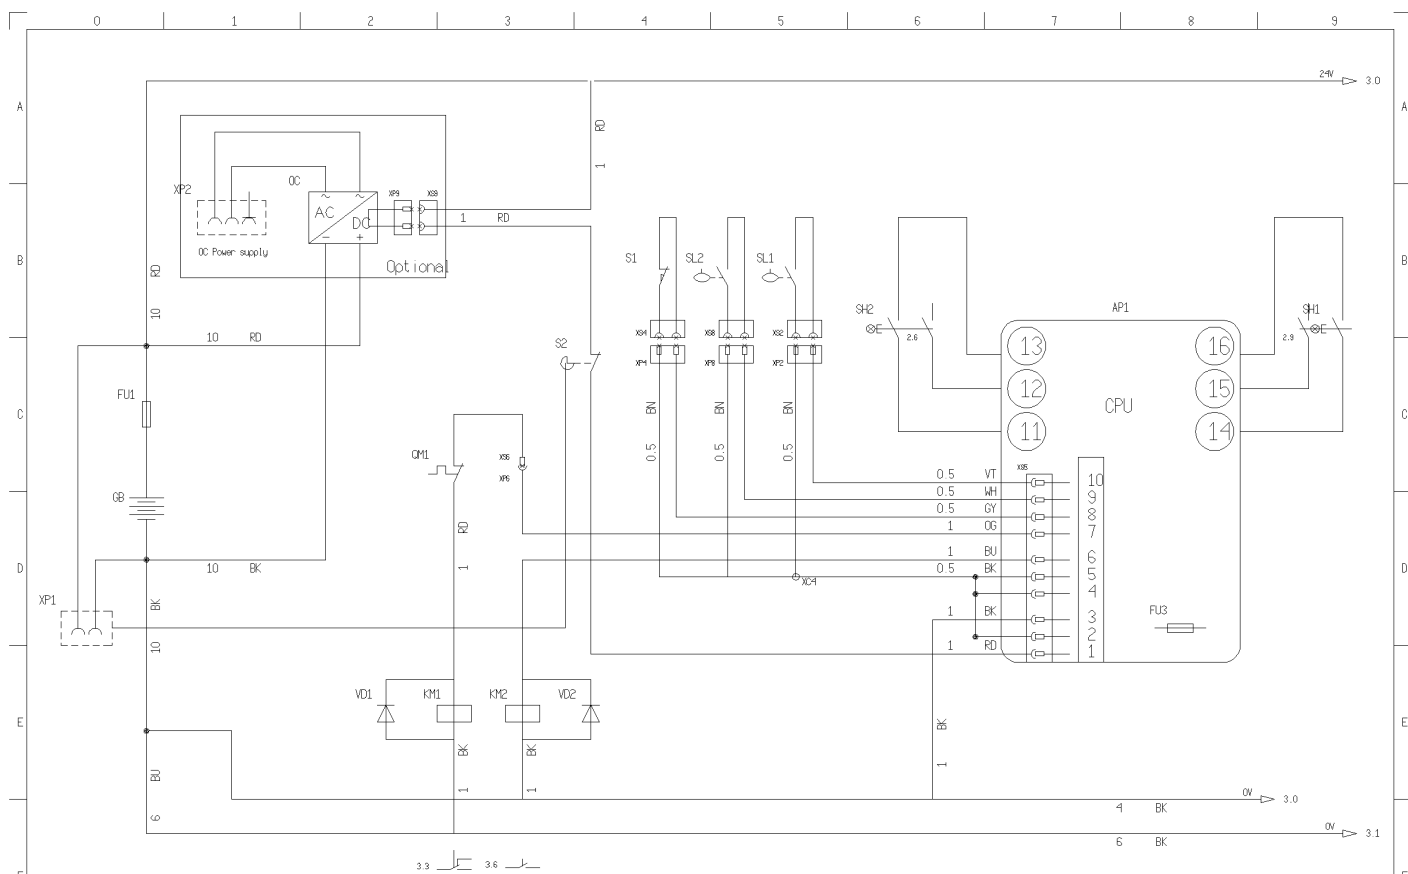 0 1 2 3 4 5 6 7 8 9
24V 3.0
A A
RD
1
XP2 OC XP9 XS9
AC
DC
1 RD
OC Power supply
Optional
B B
S1 SL2 SL1
RD
10
SH2 AP1 SH1
E E
2.6 2.9
10 RD
XS4 XS8 XS2
XP4 XP8 XP2
S2
13 16
12 15
11 14
CPU
FU1
C C
BN BN BN
0.5 0.5 0.5
QM1
XS6
XP6
XS5
GB
0.5 VT 10
0.5 WH 9
0.5 GY 8
1 OG 7
1 BU 6
0.5 BK 5
4
1 BK 3
2
1 RD 1
RD
1
D D
10 BK
XC4
XP1
BK
10
FU3
VD1 KM1 KM2 VD2
E E
BK BK BK
1 1 1
BU
6
0V 3.0
4 BK
0V 3.1
6 BK
3.3 3.6
F F